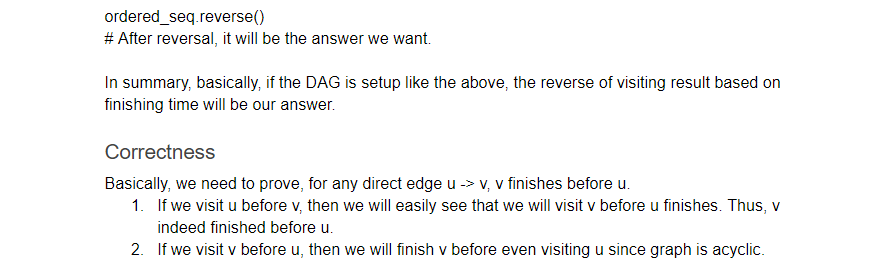 ordered_seq.reverse()
# After reversal, it will be the answer we want.
In summary, basically, if the DAG is setup like the above, the reverse of visiting result based on
finishing time will be our answer.
Correctness
Basically, we need to prove, for any direct edge u -> v, v finishes before u.
1. If we visit u before v, then we will easily see that we will visit v before u finishes. Thus, v
indeed finished before u.
2. If we visit v before u, then we will finish v before even visiting u since graph is acyclic.